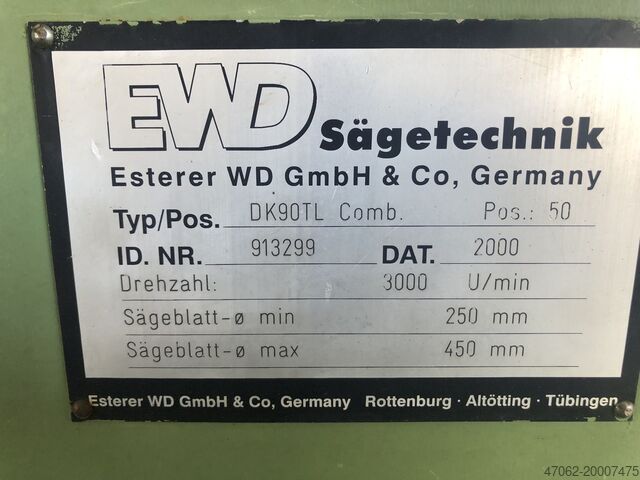 EWD Sägetechnik
Esterer WD GmbH & Co, Germany
Typ/Pos. DK90TL Comb. Pos.: 50
ID. NR. 913299 DAT. 2000
Drehzahl: 3000 U/min
Sägeblatt-ø min 250 mm
Sägeblatt-ø max 450 mm
Esterer WD GmbH & Co, Germany Rottenburg · Altötting · Tübingen
47062-20007475